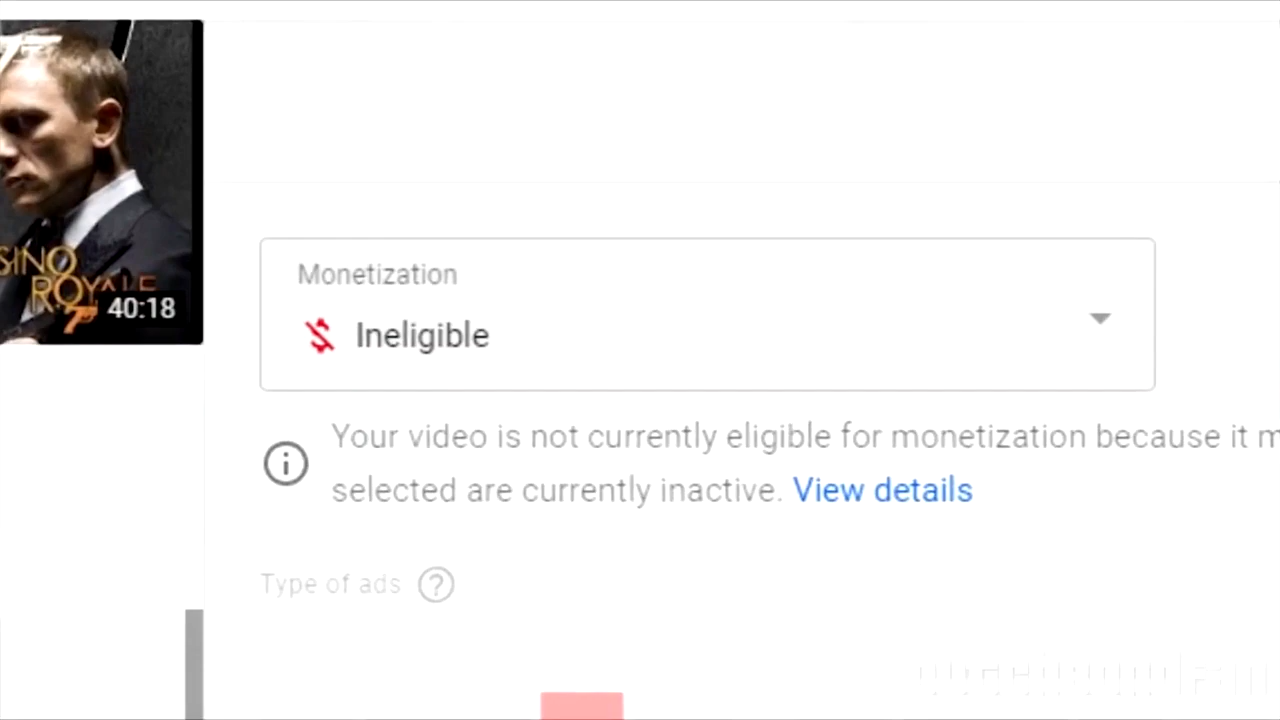 SINO
ROYALE
7
40:18
Monetization
Ineligible
Your video is not currently eligible for monetization because it m
selected are currently inactive. View details
Type of ads